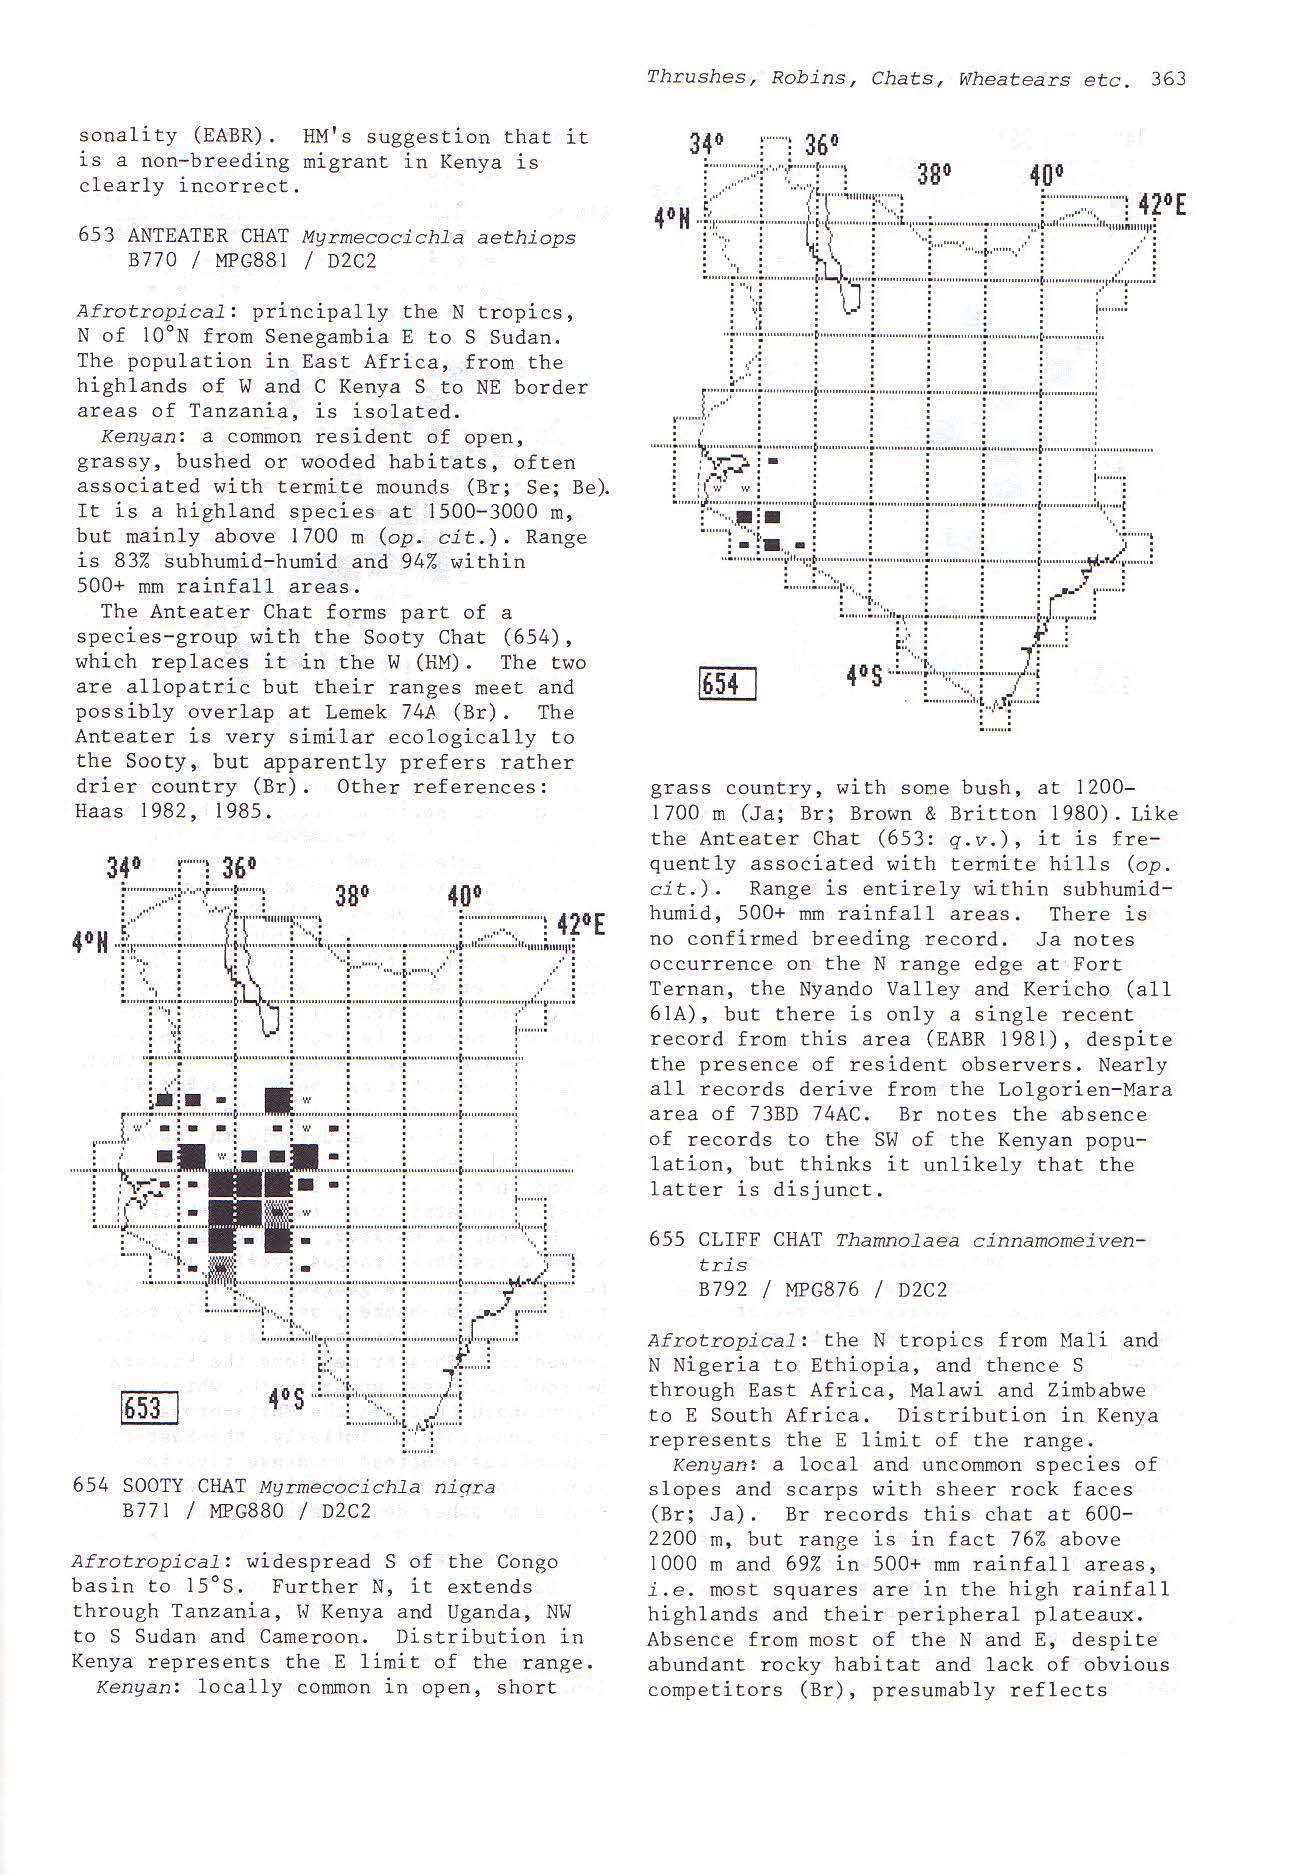 Thrushes, Robins, Chats, Wheatears etc. 363
sonality (EABR). HM's suggestion that it
is a non-breeding migrant in Kenya is
clearly incorrect.
653 ANTEATER CHAT Myrmecocichla aethiops
B770 / MPG881 / D2C2
Afrotropical: principally the N tropics,
N of 10°N from Senegambia E to S Sudan.
The population in East Africa, from the
highlands of W and C Kenya S to NE border
areas of Tanzania, is isolated.
Kenyan: a common resident of open,
grassy, bushed or wooded habitats, often
associated with termite mounds (Br; Se; Be).
It is a highland species at 1500-3000 m,
but mainly above 1700 m (op. cit.). Range
is 83% subhumid-humid and 94% within
500+ mm rainfall areas.
The Anteater Chat forms part of a
species-group with the Sooty Chat (654),
which replaces it in the W (HM). The two
are allopatric but their ranges meet and
possibly overlap at Lemek 74A (Br). The
Anteater is very similar ecologically to
the Sooty, but apparently prefers rather
drier country (Br). Other references:
Haas 1982, 1985.
34° 36°
38° 40°
4°N 42°E
w
w w
w
w
653 4°S
654 SOOTY CHAT Myrmecocichla nigra
B771 / MPG880 / D2C2
Afrotropical: widespread S of the Congo
basin to 15°S. Further N, it extends
through Tanzania, W Kenya and Uganda, NW
to S Sudan and Cameroon. Distribution in
Kenya represents the E limit of the range.
Kenyan: locally common in open, short
34° 36°
38° 40°
4°N 42°E
w w
654 4°S
grass country, with some bush, at 1200-
1700 m (Ja; Br; Brown & Britton 1980). Like
the Anteater Chat (653: q.v.), it is fre-
quently associated with termite hills (op.
cit.). Range is entirely within subhumid-
humid, 500+ mm rainfall areas. There is
no confirmed breeding record. Ja notes
occurrence on the N range edge at Fort
Ternan, the Nyando Valley and Kericho (all
61A), but there is only a single recent
record from this area (EABR 1981), despite
the presence of resident observers. Nearly
all records derive from the Lolgorien-Mara
area of 73BD 74AC. Br notes the absence
of records to the SW of the Kenyan popu-
lation, but thinks it unlikely that the
latter is disjunct.
655 CLIFF CHAT Thamnolaea cinnamomeiven-
tris
B792 / MPG876 / D2C2
Afrotropical: the N tropics from Mali and
N Nigeria to Ethiopia, and thence S
through East Africa, Malawi and Zimbabwe
to E South Africa. Distribution in Kenya
represents the E limit of the range.
Kenyan: a local and uncommon species of
slopes and scarps with sheer rock faces
(Br; Ja). Br records this chat at 600-
2200 m, but range is in fact 76% above
1000 m and 69% in 500+ mm rainfall areas,
i.e. most squares are in the high rainfall
highlands and their peripheral plateaux.
Absence from most of the N and E, despite
abundant rocky habitat and lack of obvious
competitors (Br), presumably reflects